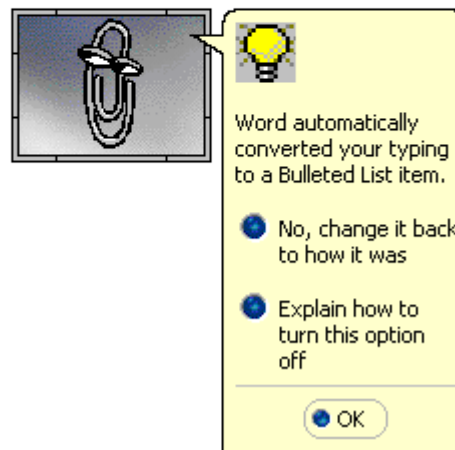 Word automatically
converted your typing
to a Bulleted List item.
No, change it back
to how it was
Explain how to
turn this option
off
OK